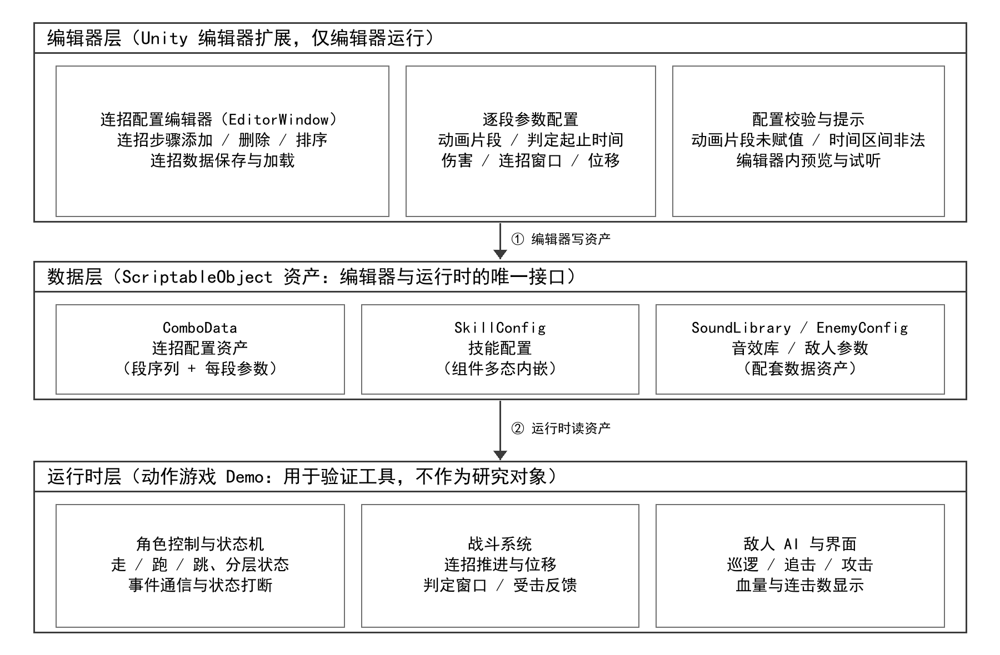 编辑器层（Unity 编辑器扩展，仅编辑器运行）
连招配置编辑器（EditorWindow）
连招步骤添加 / 删除 / 排序
连招数据保存与加载
逐段参数配置
动画片段 / 判定起止时间
伤害 / 连招窗口 / 位移
配置校验与提示
动画片段未赋值 / 时间区间非法
编辑器内预览与试听
① 编辑器写资产
数据层（ScriptableObject 资产：编辑器与运行时的唯一接口）
ComboData
连招配置资产
（段序列 + 每段参数）
SkillConfig
技能配置
（组件多态内嵌）
SoundLibrary / EnemyConfig
音效库 / 敌人参数
（配套数据资产）
② 运行时读资产
运行时层（动作游戏 Demo：用于验证工具，不作为研究对象）
角色控制与状态机
走 / 跑 / 跳、分层状态
事件通信与状态打断
战斗系统
连招推进与位移
判定窗口 / 受击反馈
敌人 AI 与界面
巡逻 / 追击 / 攻击
血量与连击数显示